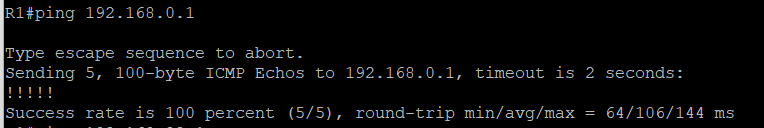 R1#ping 192.168.0.1
Type escape sequence to abort.
Sending 5, 100-byte ICMP Echos to 192.168.0.1, timeout is 2 seconds:
!!!!!
Success rate is 100 percent (5/5), round-trip min/avg/max = 64/106/144 ms